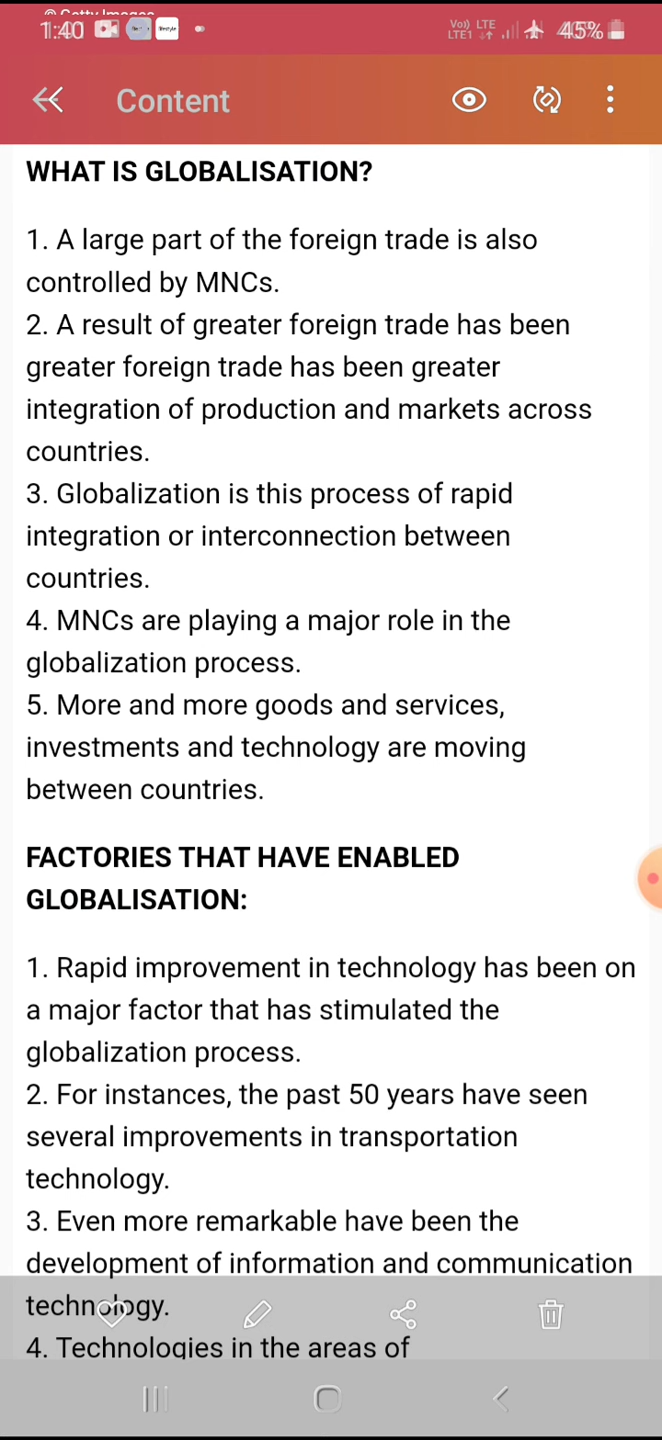 © Getty Images
1:40
Vo)) LTE
LTE1
45%
Content
WHAT IS GLOBALISATION?
1. A large part of the foreign trade is also
controlled by MNCs.
2. A result of greater foreign trade has been
greater foreign trade has been greater
integration of production and markets across
countries.
3. Globalization is this process of rapid
integration or interconnection between
countries.
4. MNCs are playing a major role in the
globalization process.
5. More and more goods and services,
investments and technology are moving
between countries.
FACTORIES THAT HAVE ENABLED
GLOBALISATION:
1. Rapid improvement in technology has been on
a major factor that has stimulated the
globalization process.
2. For instances, the past 50 years have seen
several improvements in transportation
technology.
3. Even more remarkable have been the
development of information and communication
technology.
4. Technologies in the areas of